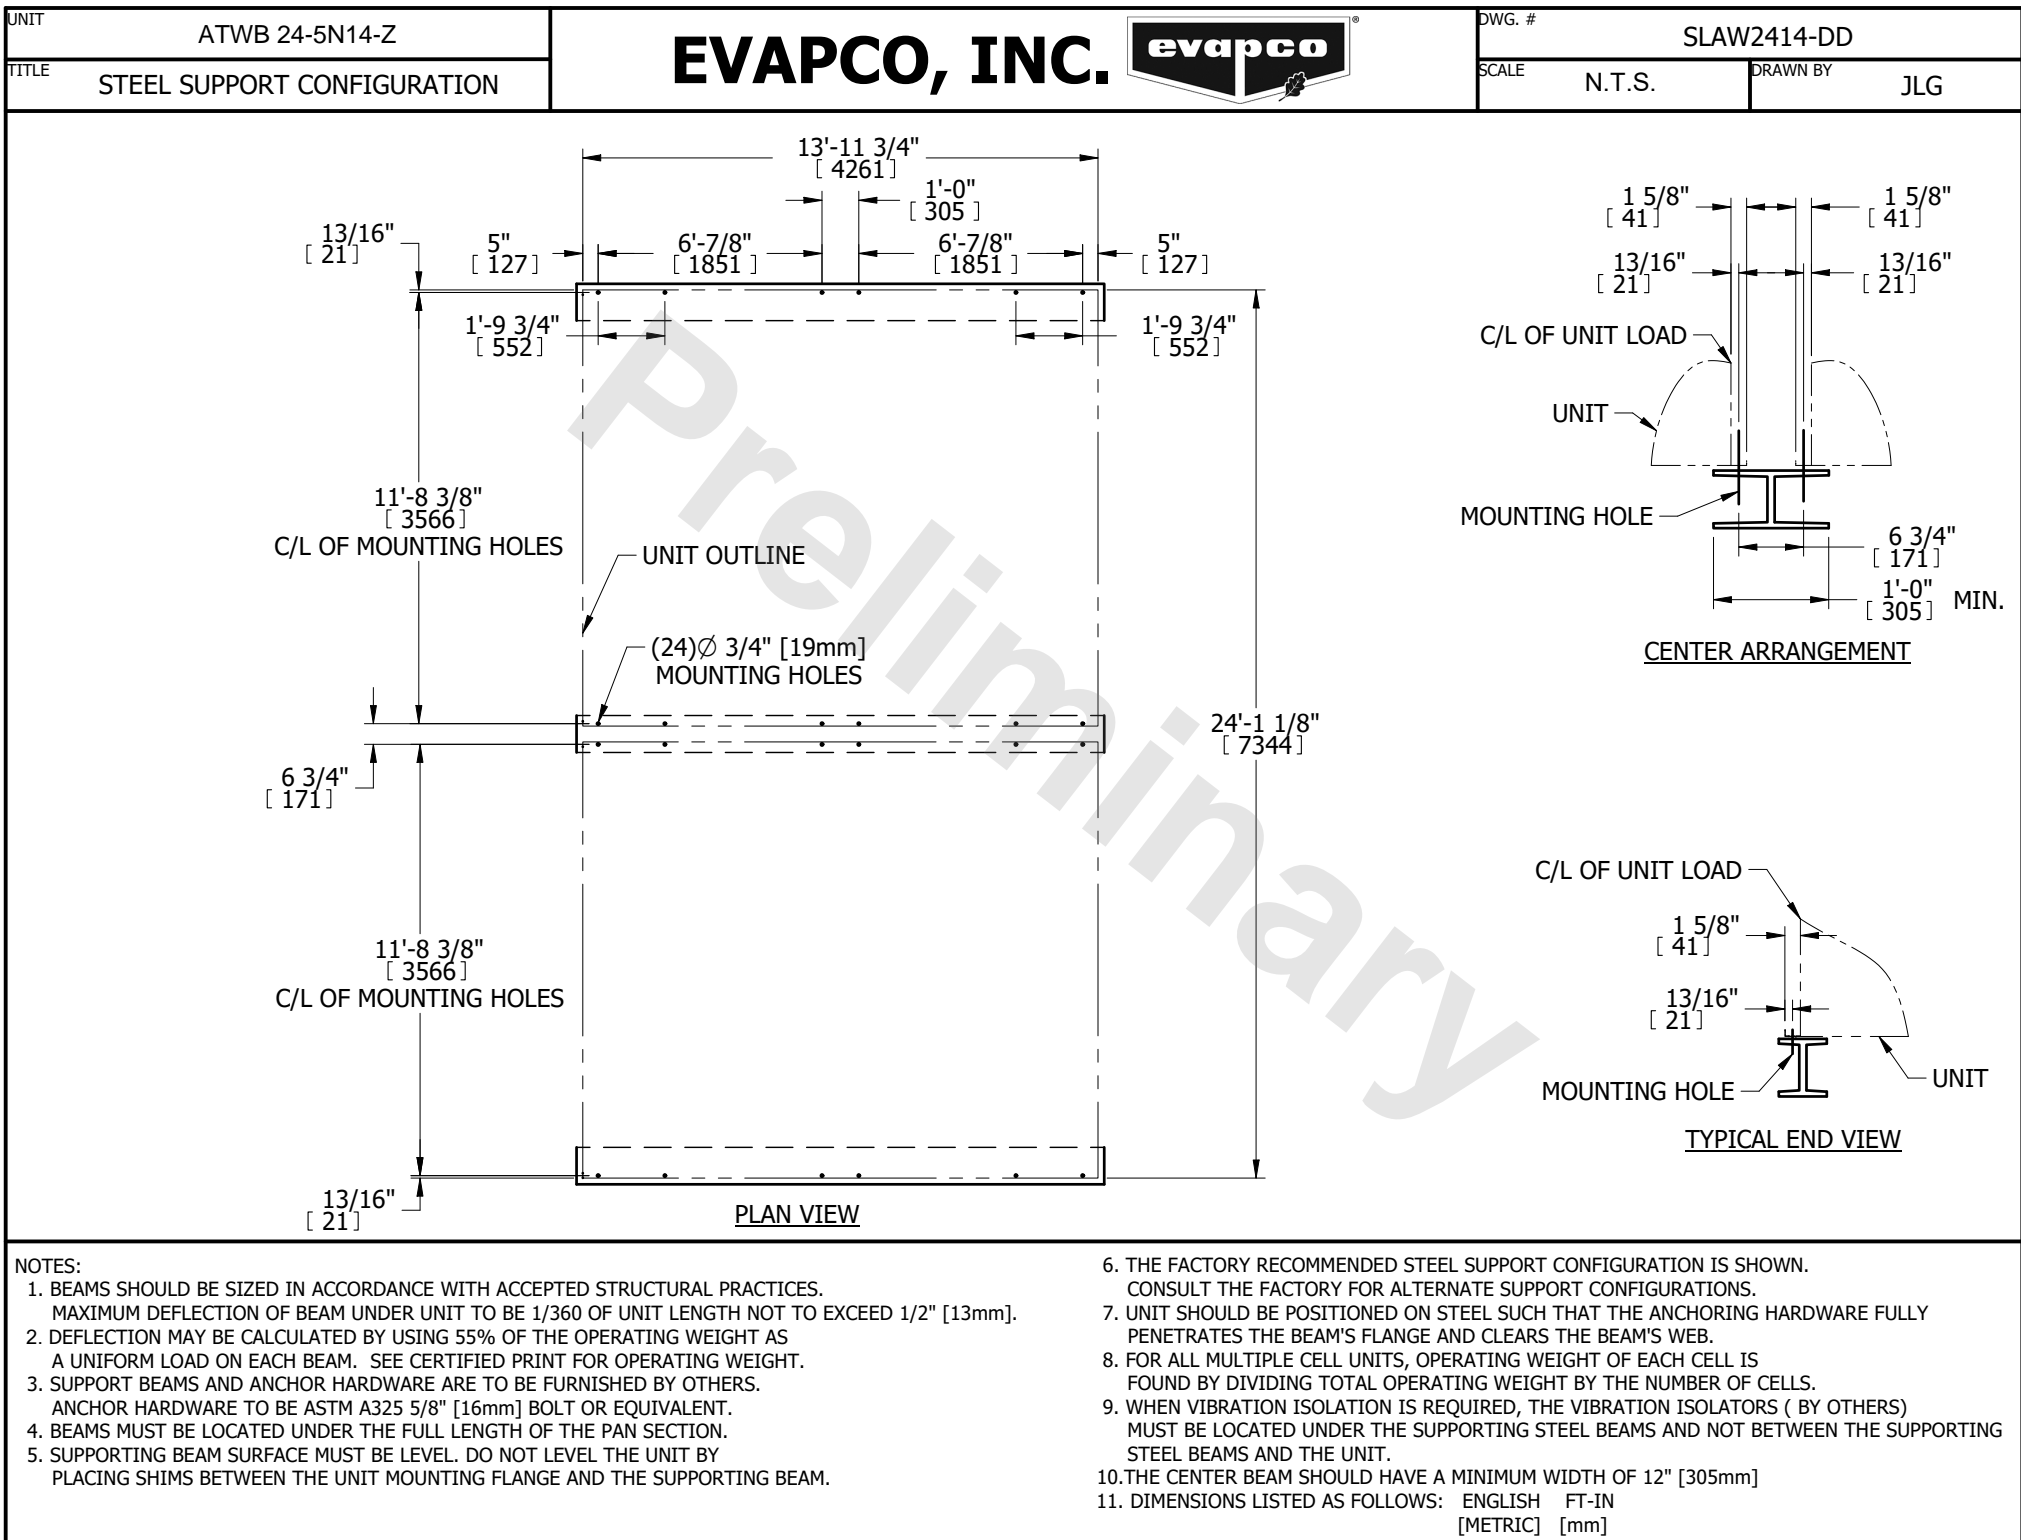 UNIT
ATWB 24-5N14-Z
TITLE
STEEL SUPPORT CONFIGURATION
EVAPCO, INC.
evapco
®
DWG. #
SLAW2414-DD
SCALE
N.T.S.
DRAWN BY
JLG
13'-11 3/4"
[ 4261 ]
1'-0"
[ 305 ]
13/16"
[ 21 ]
5"
[ 127 ]
6'-7/8"
[ 1851 ]
6'-7/8"
[ 1851 ]
5"
[ 127 ]
1'-9 3/4"
[ 552 ]
1'-9 3/4"
[ 552 ]
11'-8 3/8"
[ 3566 ]
C/L OF MOUNTING HOLES
UNIT OUTLINE
(24)∅ 3/4" [19mm]
MOUNTING HOLES
24'-1 1/8"
[ 7344 ]
6 3/4"
[ 171 ]
11'-8 3/8"
[ 3566 ]
C/L OF MOUNTING HOLES
13/16"
[ 21 ]
PLAN VIEW
Preliminary
1 5/8"
[ 41 ]
1 5/8"
[ 41 ]
13/16"
[ 21 ]
13/16"
[ 21 ]
C/L OF UNIT LOAD
UNIT
MOUNTING HOLE
6 3/4"
[ 171 ]
1'-0"
[ 305 ] MIN.
CENTER ARRANGEMENT
C/L OF UNIT LOAD
1 5/8"
[ 41 ]
13/16"
[ 21 ]
MOUNTING HOLE
UNIT
TYPICAL END VIEW
NOTES:
1. BEAMS SHOULD BE SIZED IN ACCORDANCE WITH ACCEPTED STRUCTURAL PRACTICES.
MAXIMUM DEFLECTION OF BEAM UNDER UNIT TO BE 1/360 OF UNIT LENGTH NOT TO EXCEED 1/2" [13mm].
2. DEFLECTION MAY BE CALCULATED BY USING 55% OF THE OPERATING WEIGHT AS
A UNIFORM LOAD ON EACH BEAM. SEE CERTIFIED PRINT FOR OPERATING WEIGHT.
3. SUPPORT BEAMS AND ANCHOR HARDWARE ARE TO BE FURNISHED BY OTHERS.
ANCHOR HARDWARE TO BE ASTM A325 5/8" [16mm] BOLT OR EQUIVALENT.
4. BEAMS MUST BE LOCATED UNDER THE FULL LENGTH OF THE PAN SECTION.
5. SUPPORTING BEAM SURFACE MUST BE LEVEL. DO NOT LEVEL THE UNIT BY
PLACING SHIMS BETWEEN THE UNIT MOUNTING FLANGE AND THE SUPPORTING BEAM.
6. THE FACTORY RECOMMENDED STEEL SUPPORT CONFIGURATION IS SHOWN.
CONSULT THE FACTORY FOR ALTERNATE SUPPORT CONFIGURATIONS.
7. UNIT SHOULD BE POSITIONED ON STEEL SUCH THAT THE ANCHORING HARDWARE FULLY
PENETRATES THE BEAM'S FLANGE AND CLEARS THE BEAM'S WEB.
8. FOR ALL MULTIPLE CELL UNITS, OPERATING WEIGHT OF EACH CELL IS
FOUND BY DIVIDING TOTAL OPERATING WEIGHT BY THE NUMBER OF CELLS.
9. WHEN VIBRATION ISOLATION IS REQUIRED, THE VIBRATION ISOLATORS ( BY OTHERS)
MUST BE LOCATED UNDER THE SUPPORTING STEEL BEAMS AND NOT BETWEEN THE SUPPORTING
STEEL BEAMS AND THE UNIT.
10.THE CENTER BEAM SHOULD HAVE A MINIMUM WIDTH OF 12" [305mm]
11. DIMENSIONS LISTED AS FOLLOWS: ENGLISH FT-IN
[METRIC] [mm]